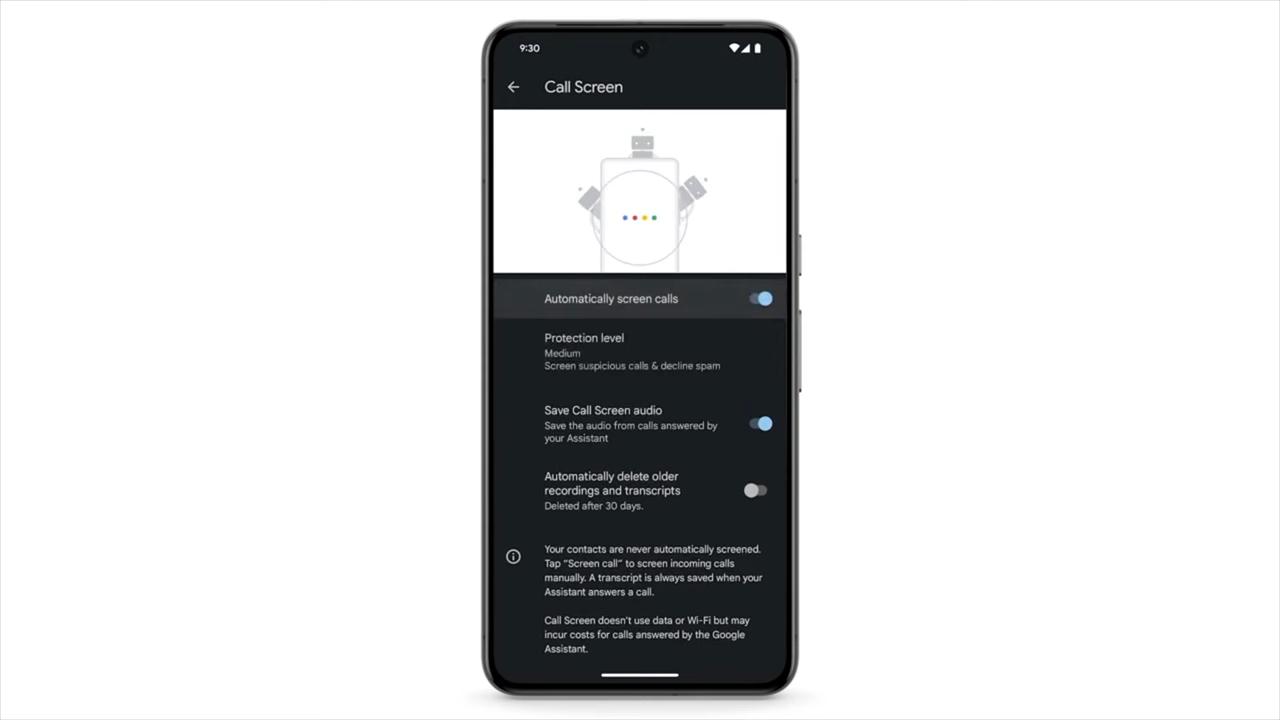 9:30
Call Screen
Automatically screen calls
Protection level
Medium
Screen suspicious calls & decline spam
Save Call Screen audio
Save the audio from calls answered by
your Assistant
Automatically delete older
recordings and transcripts
Deleted after 30 days.
Your contacts are never automatically screened.
Tap “Screen call” to screen incoming calls
manually. A transcript is always saved when your
Assistant answers a call.
Call Screen doesn't use data or Wi-Fi but may
incur costs for calls answered by the Google
Assistant.